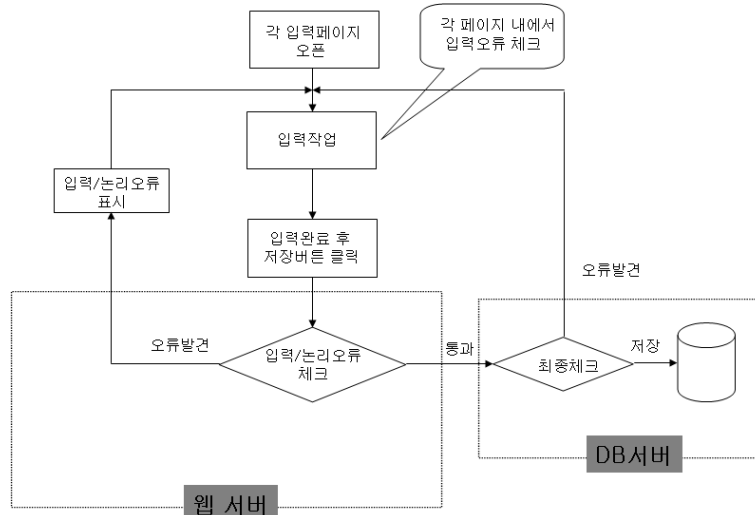 각 입력페이지
오픈
각 페이지 내에서
입력오류 체크
입력작업
입력/논리오류
표시
입력완료 후
저장버튼 클릭
오류발견
오류발견
입력/논리오류
체크
통과
최종체크
저장
DB서버
웹 서버